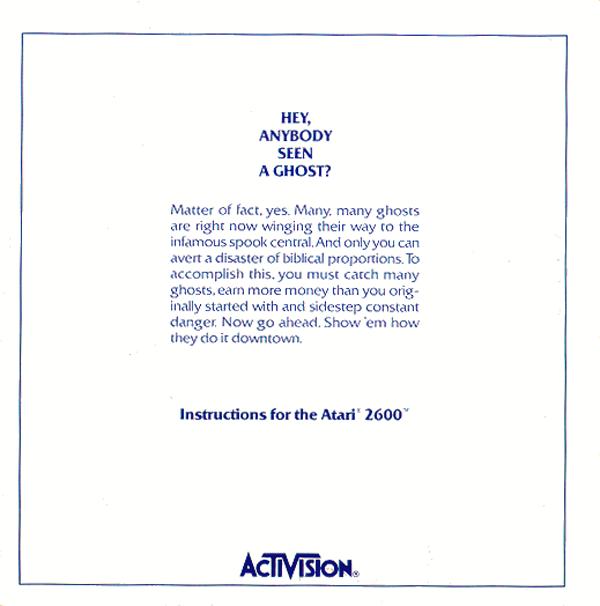 HEY,
ANYBODY
SEEN
A GHOST?
Matter of fact, yes. Many, many ghosts
are right now winging their way to the
infamous spook central. And only you can
avert a disaster of biblical proportions. To
accomplish this, you must catch many
ghosts, earn more money than you orig-
inally started with and sidestep constant
danger. Now go ahead. Show 'em how
they do it downtown.
Instructions for the Atari® 2600™
ACTIVISION®